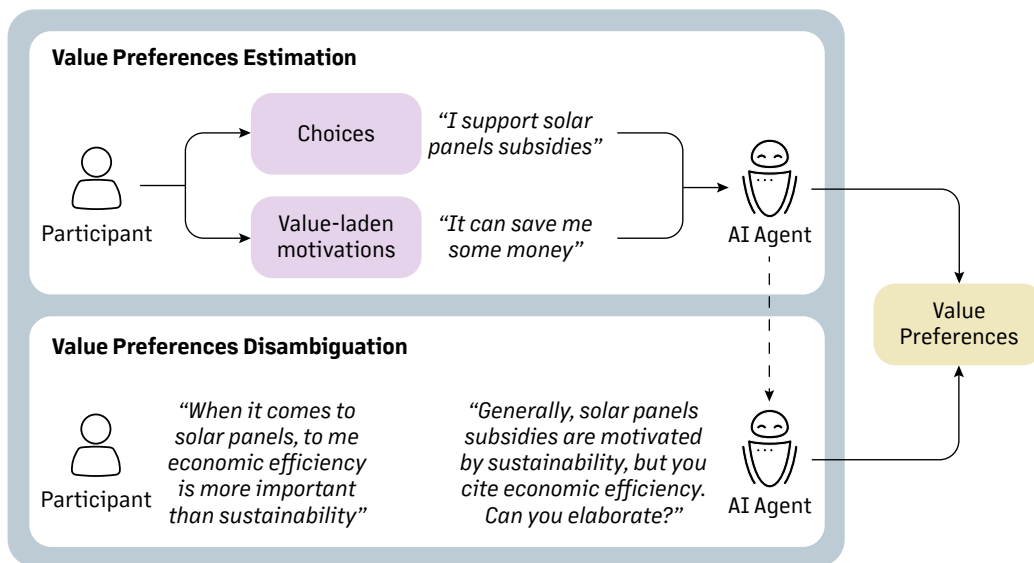 Value Preferences Estimation
Participant
Choices
“I support solar
panels subsidies”
Value-laden
motivations
“It can save me
some money”
AI Agent
Value
Preferences
Value Preferences Disambiguation
Participant
“When it comes to
solar panels, to me
economic efficiency
is more important
than sustainability”
“Generally, solar panels
subsidies are motivated
by sustainability, but you
cite economic efficiency.
Can you elaborate?”
AI Agent